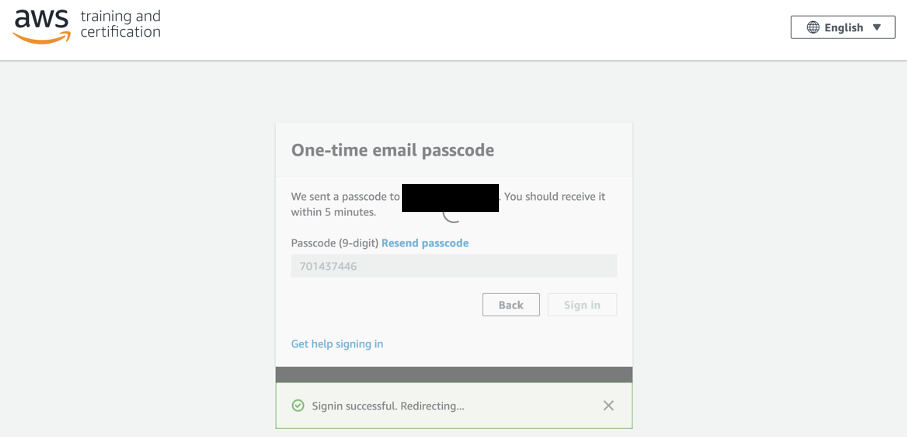 aws training and
certification
English
One-time email passcode
We sent a passcode to . You should receive it
within 5 minutes.
Passcode (9-digit) Resend passcode
701437446
Back Sign in
Get help signing in
Signin successful. Redirecting...